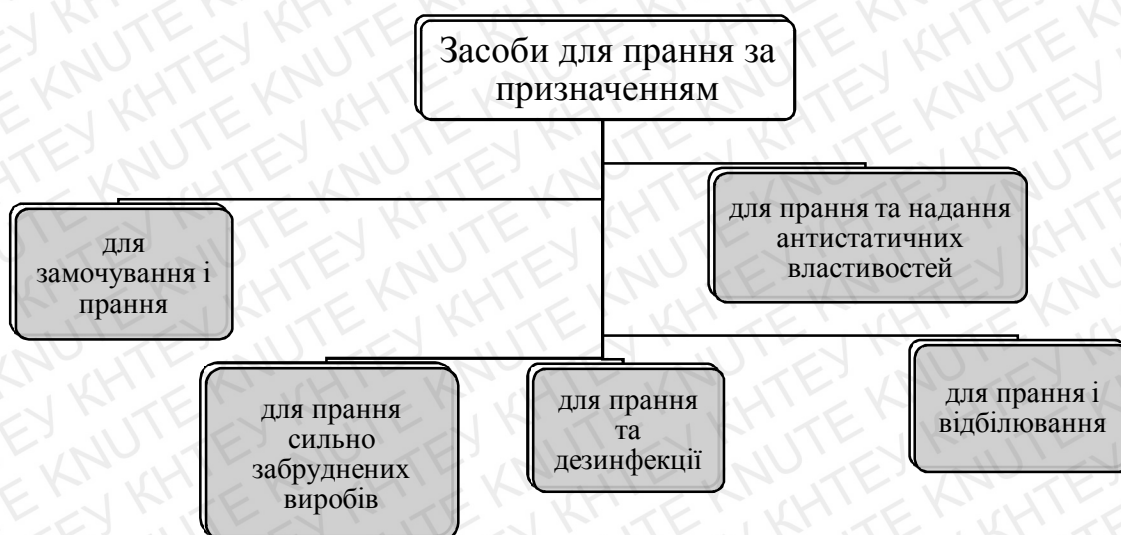 Засоби для прання за
призначенням
для прання та надання
антистатичних
властивостей
для
замочування і
прання
для прання
сильно
забруднених
виробів
для прання
та
дезинфекції
для прання і
відбілювання